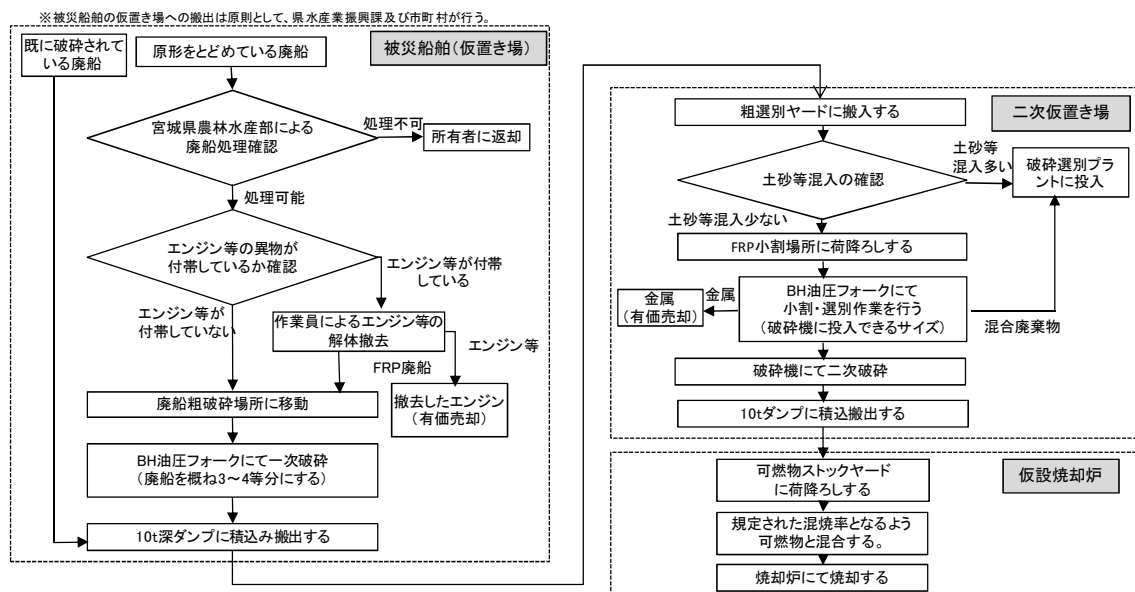 ※被災船舶の仮置き場への搬出は原則として、県水産業振興課及び市町村が行う。
被災船舶（仮置き場）
既に破砕されて
いる廃船
原形をとどめている廃船
宮城県農林水産部による
廃船処理確認
処理不可
所有者に返却
処理可能
エンジン等の異物が
付帯しているか確認
エンジン等が付帯
している
エンジン等が
付帯していない
作業員によるエンジン等の
解体撤去
エンジン等
FRP廃船
撤去したエンジン
（有価売却）
廃船粗破砕場所に移動
BH油圧フォークにて一次破砕
（廃船を概ね3～4等分にする）
10t深ダンプに積込み搬出する
二次仮置き場
粗選別ヤードに搬入する
土砂等混入の確認
土砂等
混入多い
破砕選別プラ
ントに投入
土砂等混入少ない
FRP小割場所に荷降ろしする
BH油圧フォークにて
小割・選別作業を行う
（破砕機に投入できるサイズ）
金属
金属
（有価売却）
混合廃棄物
破砕機にて二次破砕
10tダンプに積込搬出する
仮設焼却炉
可燃物ストックヤード
に荷降ろしする
規定された混焼率となるよう
可燃物と混合する。
焼却炉にて焼却する